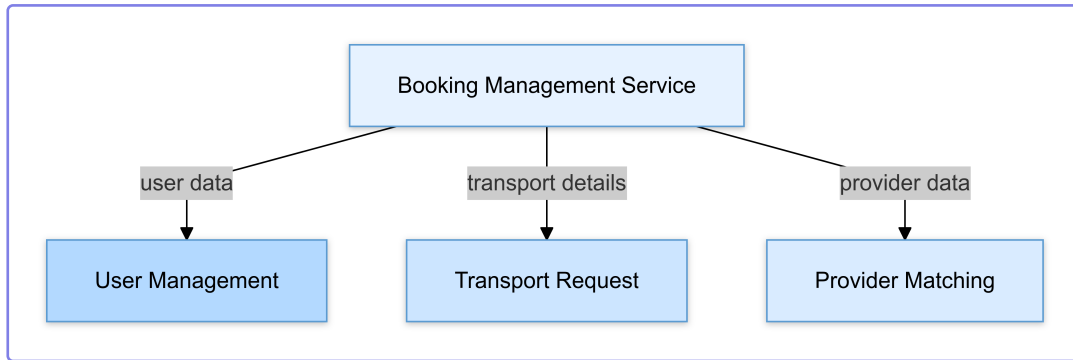 Booking Management Service
user data
transport details
provider data
User Management
Transport Request
Provider Matching